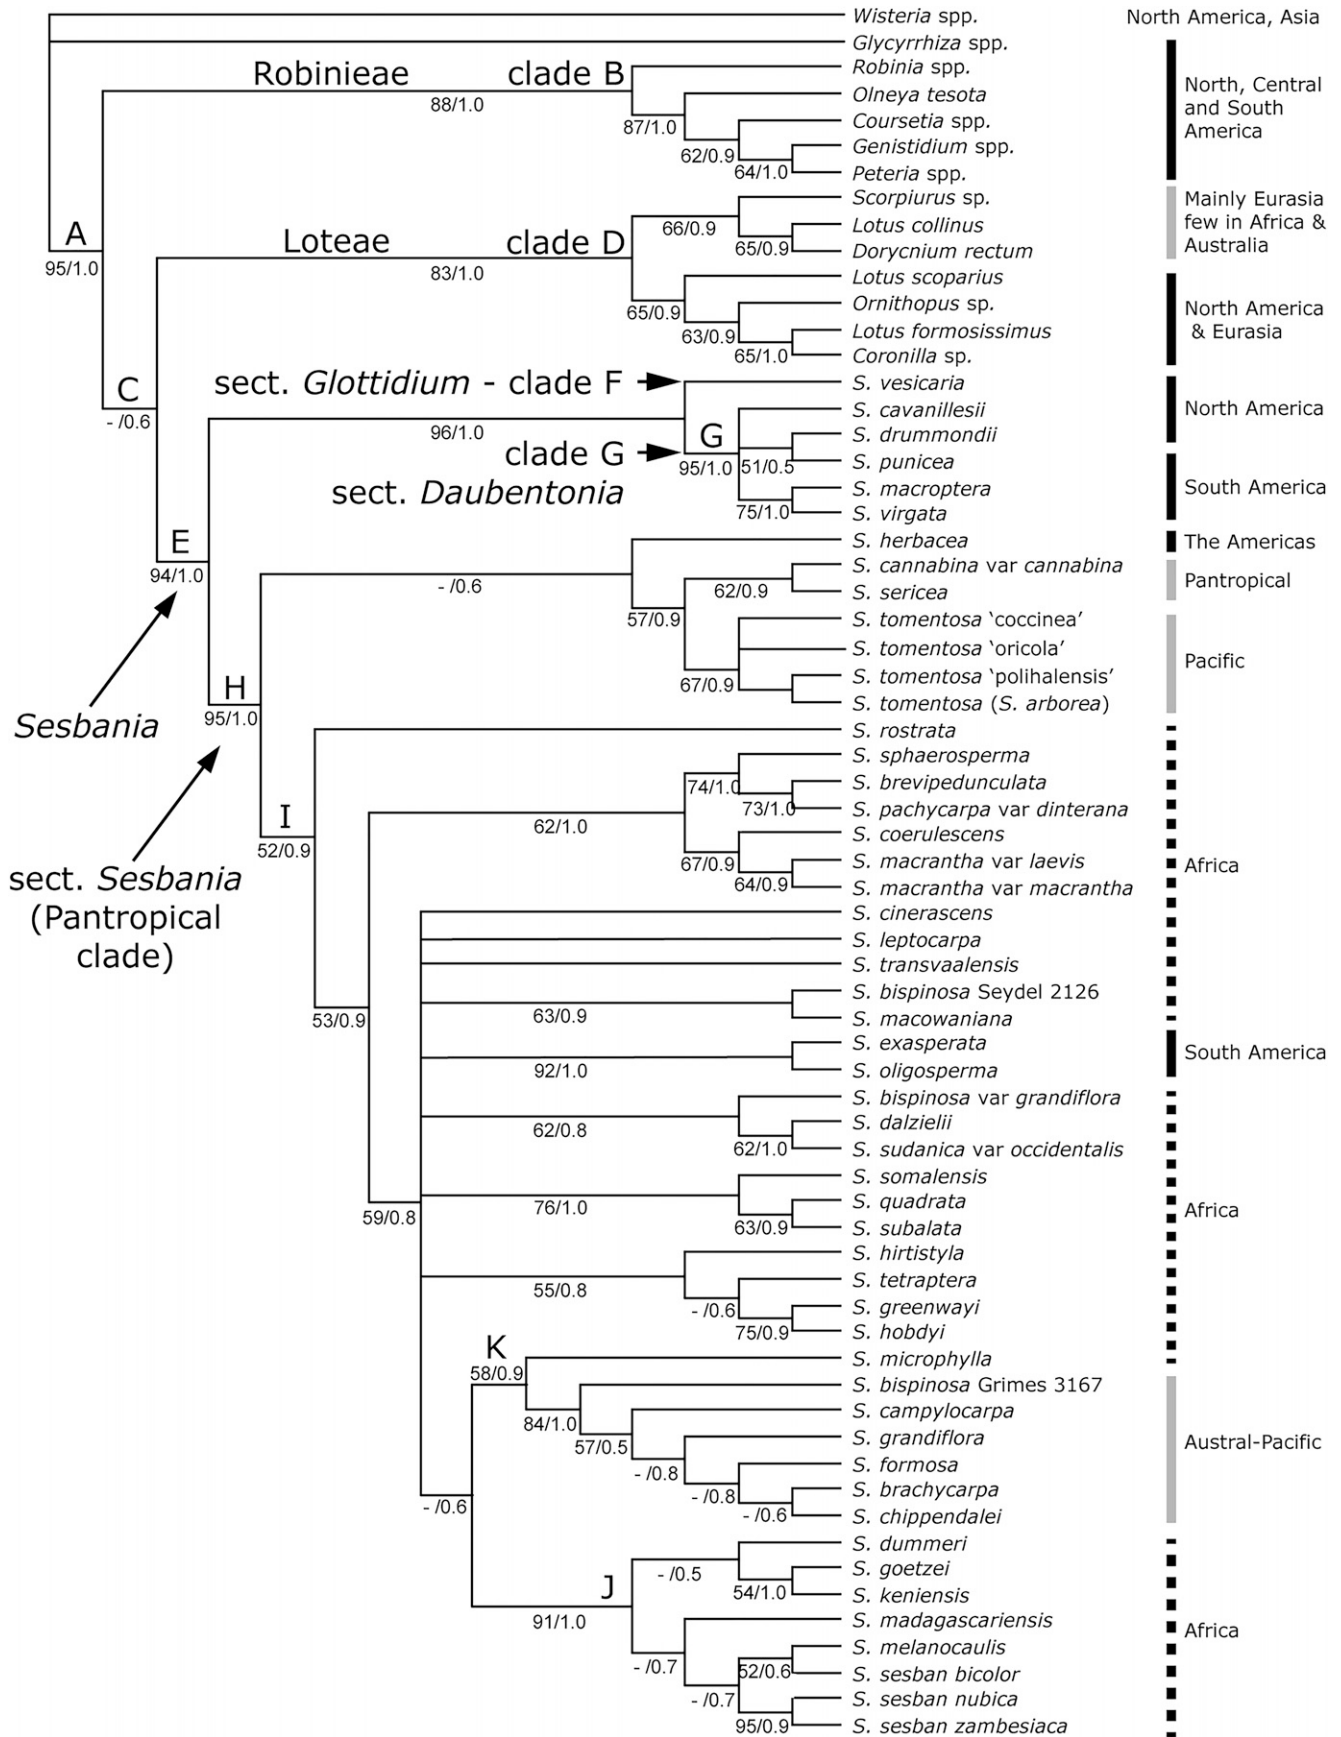 Wisteria spp.
North America, Asia
Glycyrrhiza spp.
Robinieae
clade B
88/1.0
Robinia spp.
Olneya tesota
87/1.0
Coursetia spp.
62/0.9
Genistidium spp.
64/1.0
Peteria spp.
North, Central
and South
America
A
95/1.0
Loteae
clade D
83/1.0
Scorpiurus sp.
66/0.9
Lotus collinus
65/0.9
Dorycnium rectum
Mainly Eurasia
few in Africa &
Australia
Lotus scoparius
65/0.9
Ornithopus sp.
63/0.9
Lotus formosissimus
65/1.0
Coronilla sp.
North America
& Eurasia
C
- /0.6
sect. Glottidium - clade F
S. vesicaria
96/1.0
S. cavanillesii
North America
clade G
sect. Daubentonia
G
95/1.0
S. drummondii
51/0.5
S. punicea
S. macroptera
75/1.0
S. virgata
South America
E
94/1.0
Sesbania
S. herbacea
The Americas
- /0.6
S. cannabina var cannabina
62/0.9
S. sericea
Pantropical
57/0.9
S. tomentosa ‘coccinea’
S. tomentosa ‘oricola’
67/0.9
S. tomentosa ‘polihalensis’
S. tomentosa (S. arborea)
Pacific
H
95/1.0
sect. Sesbania
(Pantropical
clade)
S. rostrata
I
52/0.9
S. sphaerosperma
74/1.0
S. brevipedunculata
73/1.0
S. pachycarpa var dinterana
62/1.0
S. coerulescens
67/0.9
S. macrantha var laevis
64/0.9
S. macrantha var macrantha
Africa
53/0.9
S. cinerascens
S. leptocarpa
S. transvaalensis
S. bispinosa Seydel 2126
63/0.9
S. macowaniana
S. exasperata
92/1.0
S. oligosperma
South America
S. bispinosa var grandiflora
62/0.8
S. dalzielii
62/1.0
S. sudanica var occidentalis
59/0.8
S. somalensis
76/1.0
S. quadrata
63/0.9
S. subalata
Africa
S. hirtistyla
55/0.8
S. tetraptera
- /0.6
S. greenwayi
75/0.9
S. hobdyi
K
58/0.9
S. microphylla
S. bispinosa Grimes 3167
84/1.0
S. campylocarpa
57/0.5
S. grandiflora
- /0.8
S. formosa
- /0.8
S. brachycarpa
- /0.6
S. chippendalei
Austral-Pacific
- /0.6
J
91/1.0
S. dummeri
- /0.5
S. goetzei
54/1.0
S. keniensis
S. madagascariensis
- /0.7
S. melanocaulis
52/0.6
S. sesban bicolor
- /0.7
S. sesban nubica
95/0.9
S. sesban zambesiaca
Africa